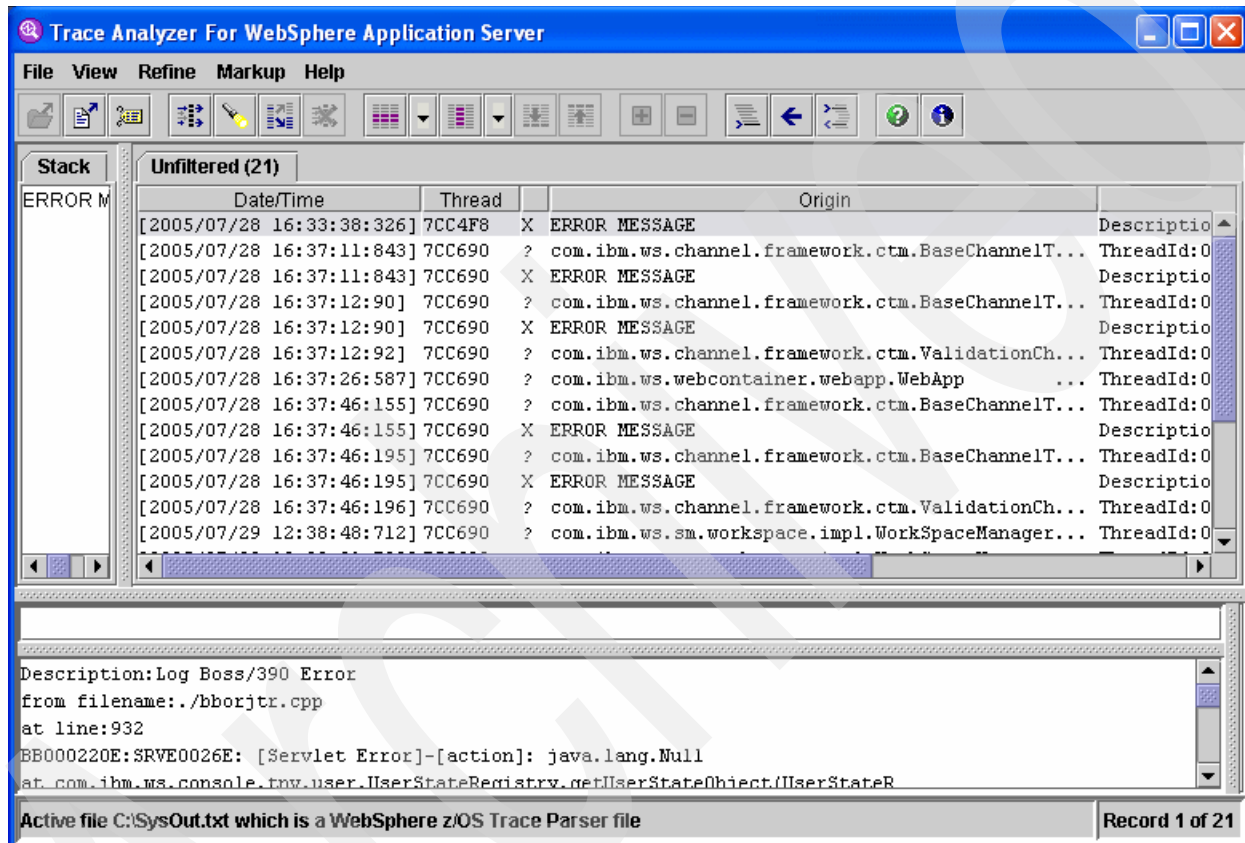 Trace Analyzer For WebSphere Application Server
File View Refine Markup Help
Stack
Unfiltered (21)
ERROR M
Date/Time Thread Origin
[2005/07/28 16:33:38:326] 7CC4F8 X ERROR MESSAGE Descriptio
[2005/07/28 16:37:11:843] 7CC690 ? com.ibm.ws.channel.framework.ctm.BaseChannelT... ThreadId:0
[2005/07/28 16:37:11:843] 7CC690 X ERROR MESSAGE Descriptio
[2005/07/28 16:37:12:90] 7CC690 ? com.ibm.ws.channel.framework.ctm.BaseChannelT... ThreadId:0
[2005/07/28 16:37:12:90] 7CC690 X ERROR MESSAGE Descriptio
[2005/07/28 16:37:12:92] 7CC690 ? com.ibm.ws.channel.framework.ctm.ValidationCh... ThreadId:0
[2005/07/28 16:37:26:587] 7CC690 ? com.ibm.ws.webcontainer.webapp.WebApp ... ThreadId:0
[2005/07/28 16:37:46:155] 7CC690 ? com.ibm.ws.channel.framework.ctm.BaseChannelT... ThreadId:0
[2005/07/28 16:37:46:155] 7CC690 X ERROR MESSAGE Descriptio
[2005/07/28 16:37:46:195] 7CC690 ? com.ibm.ws.channel.framework.ctm.BaseChannelT... ThreadId:0
[2005/07/28 16:37:46:195] 7CC690 X ERROR MESSAGE Descriptio
[2005/07/28 16:37:46:196] 7CC690 ? com.ibm.ws.channel.framework.ctm.ValidationCh... ThreadId:0
[2005/07/29 12:38:48:712] 7CC690 ? com.ibm.ws.sm.workspace.impl.WorkSpaceManager... ThreadId:0
Description:Log Boss/390 Error
from filename:./bborjtr.cpp
at line:932
BBO00220E:SRVE0026E: [Servlet Error]-[action]: java.lang.Null
at com.ibm.ws.console.tpv.user.UserStateRegistry.getUserStateObject(UserStateR
Active file C:\SysOut.txt which is a WebSphere z/OS Trace Parser file
Record 1 of 21